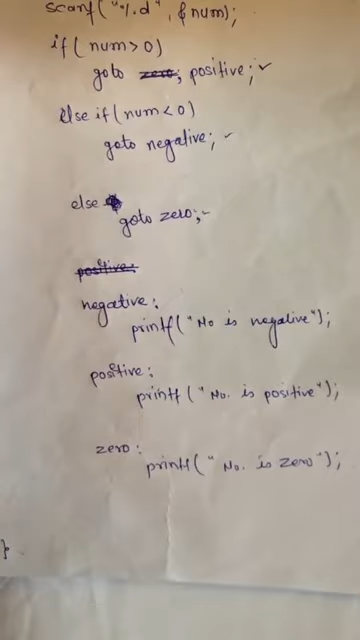 scanf("%d", &num);
if(num>0)
goto zero; positive;
else if(num<0)
goto negative;
else
goto zero;
positive:
negative:
printf("No is negative");
positive:
printf("No. is positive");
zero:
printf("No. is zero");
}